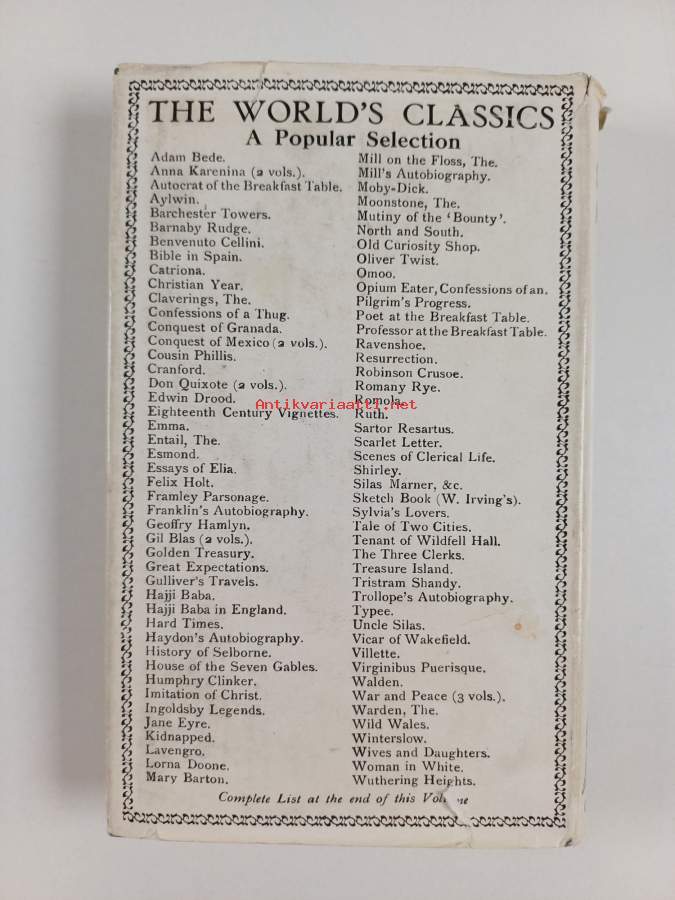 THE WORLD'S CLASSICS
A Popular Selection
Adam Bede.
Anna Karenina (2 vols.).
Autocrat of the Breakfast Table.
Aylwin.
Barchester Towers.
Barnaby Rudge.
Benvenuto Cellini.
Bible in Spain.
Catriona.
Christian Year.
Claverings, The.
Confessions of a Thug.
Conquest of Granada.
Conquest of Mexico (2 vols.).
Cousin Phillis.
Cranford.
Don Quixote (2 vols.).
Edwin Drood.
Eighteenth Century Vignettes.
Emma.
Entail, The.
Esmond.
Essays of Elia.
Felix Holt.
Framley Parsonage.
Franklin's Autobiography.
Geoffry Hamlyn.
Gil Blas (2 vols.).
Golden Treasury.
Great Expectations.
Gulliver's Travels.
Hajji Baba.
Hajji Baba in England.
Hard Times.
Haydon's Autobiography.
History of Selborne.
House of the Seven Gables.
Humphry Clinker.
Imitation of Christ.
Ingoldsby Legends.
Jane Eyre.
Kidnapped.
Lavengro.
Lorna Doone.
Mary Barton.
Mill on the Floss, The.
Mill's Autobiography.
Moby-Dick.
Moonstone, The.
Mutiny of the 'Bounty'.
North and South.
Old Curiosity Shop.
Oliver Twist.
Omoo.
Opium Eater, Confessions of an.
Pilgrim's Progress.
Poet at the Breakfast Table.
Professor at the Breakfast Table.
Ravenshoe.
Resurrection.
Robinson Crusoe.
Romany Rye.
Romola.
Ruth.
Sartor Resartus.
Scarlet Letter.
Scenes of Clerical Life.
Shirley.
Silas Marner, &c.
Sketch Book (W. Irving's).
Sylvia's Lovers.
Tale of Two Cities.
Tenant of Wildfell Hall.
The Three Clerks.
Treasure Island.
Tristram Shandy.
Trollope's Autobiography.
Typee.
Uncle Silas.
Vicar of Wakefield.
Villette.
Virginibus Puerisque.
Walden.
War and Peace (3 vols.).
Warden, The.
Wild Wales.
Winterslow.
Wives and Daughters.
Woman in White.
Wuthering Heights.
Complete List at the end of this
Antikvariaatti.net